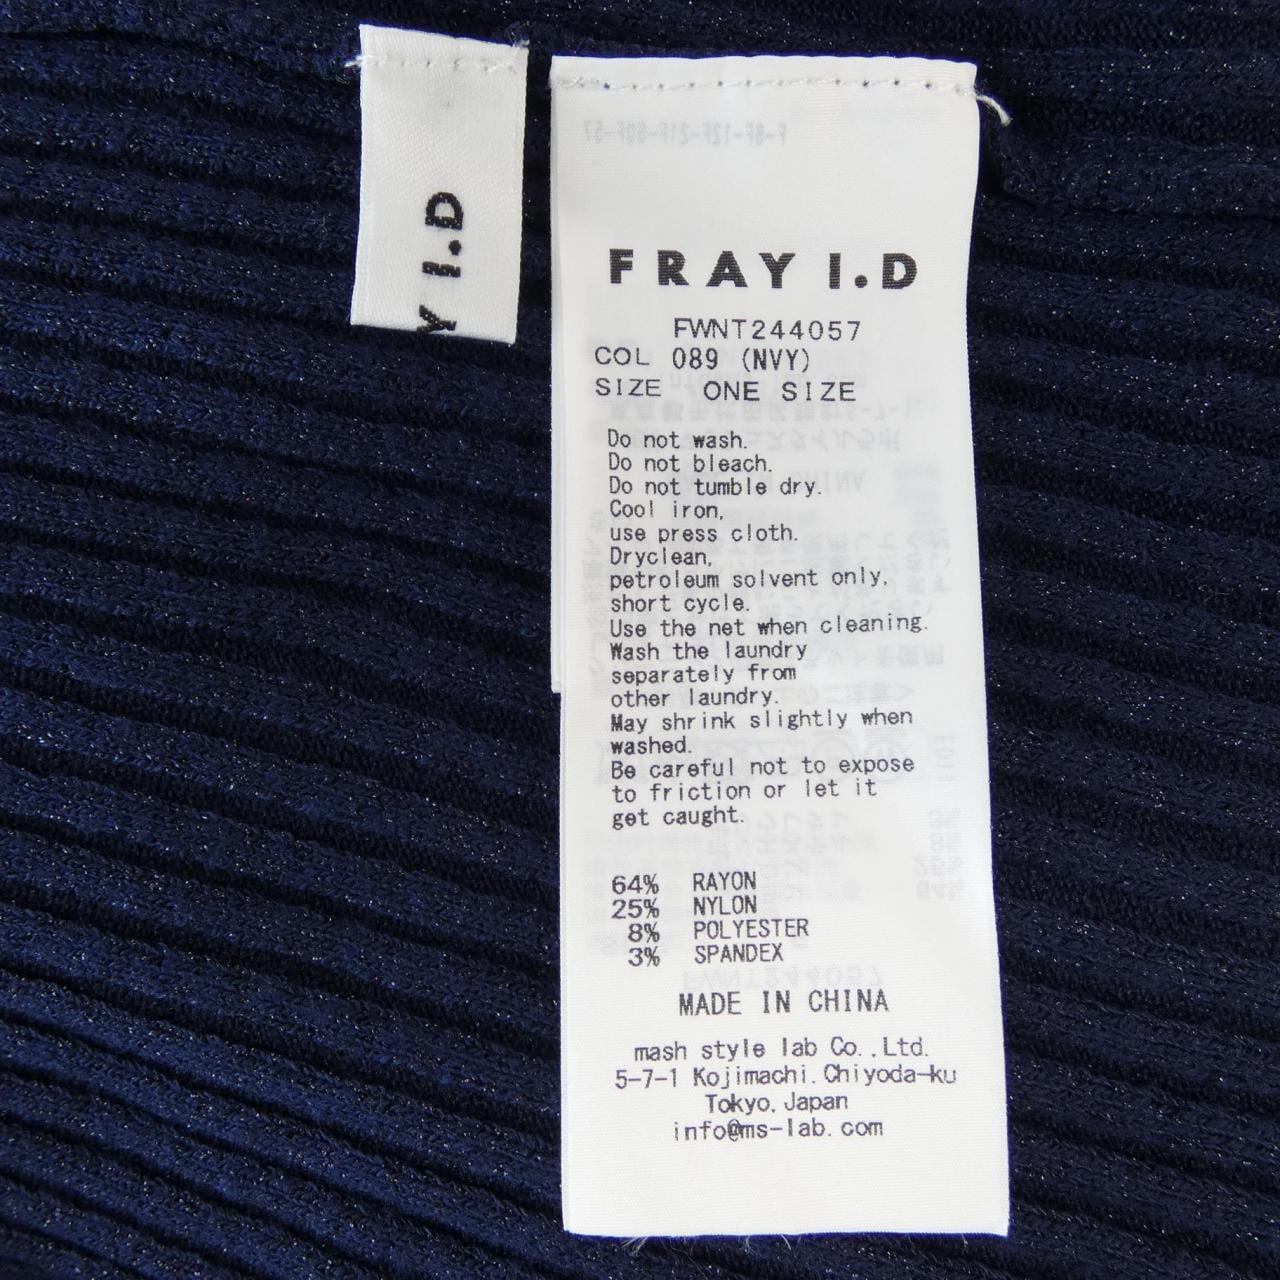 Y I.D
FRAY I.D
FWNT244057
COL 089 (NVY)
SIZE ONE SIZE
Do not wash.
Do not bleach.
Do not tumble dry.
Cool iron,
use press cloth.
Dryclean,
petroleum solvent only,
short cycle.
Use the net when cleaning.
Wash the laundry
separately from
other laundry.
May shrink slightly when
washed.
Be careful not to expose
to friction or let it
get caught.
64% RAYON
25% NYLON
8% POLYESTER
3% SPANDEX
MADE IN CHINA
mash style lab Co.,Ltd.
5-7-1 Kojimachi.Chiyoda-ku
Tokyo,Japan
info@ms-lab.com